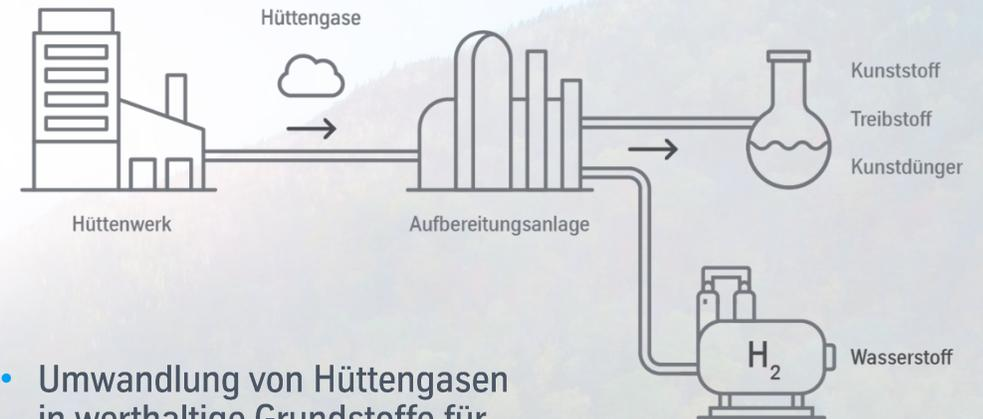 Hüttengase
Kunststoff
Treibstoff
Kunstdünger
Hüttenwerk
Aufbereitungsanlage
H₂
Wasserstoff
• Umwandlung von Hüttengasen
in werthaltige Grundstoffe für